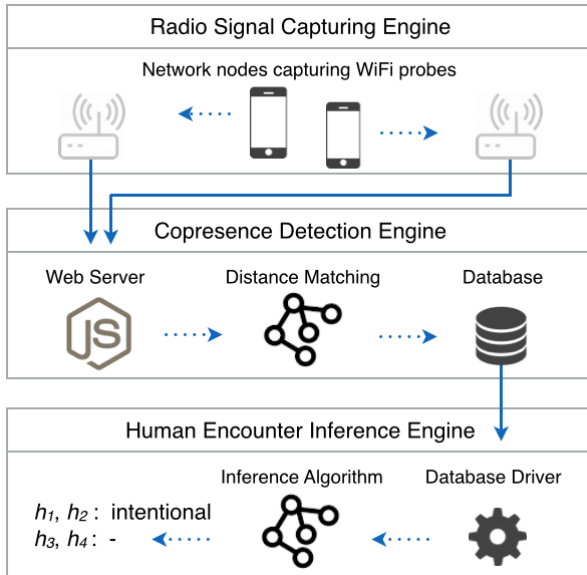 Radio Signal Capturing Engine
Network nodes capturing WiFi probes
Copresence Detection Engine
Web Server
Distance Matching
Database
JS
Human Encounter Inference Engine
Inference Algorithm
Database Driver
h1, h2 : intentional
h3, h4 : -